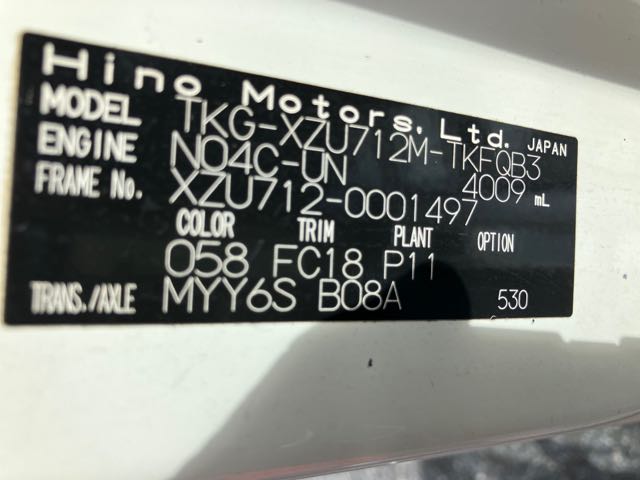 Hino Motors, Ltd. JAPAN
MODEL TKG-XZU712M-TKFQB3
ENGINE N04C-UN 4009 mL
FRAME No. XZU712-0001497
COLOR TRIM PLANT OPTION
058 FC18 P11
TRANS./AXLE MYY6S B08A 530